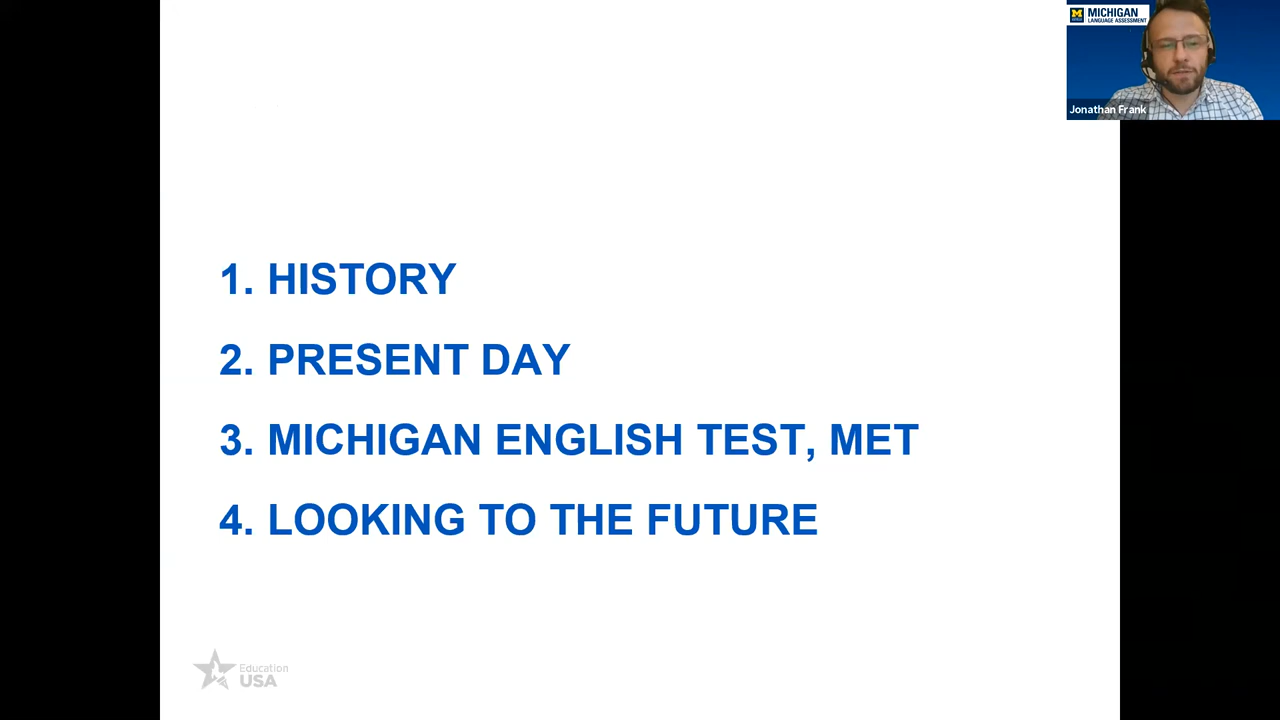 MICHIGAN
LANGUAGE ASSESSMENT
Jonathan Frank
1. HISTORY
2. PRESENT DAY
3. MICHIGAN ENGLISH TEST, MET
4. LOOKING TO THE FUTURE
Education
USA